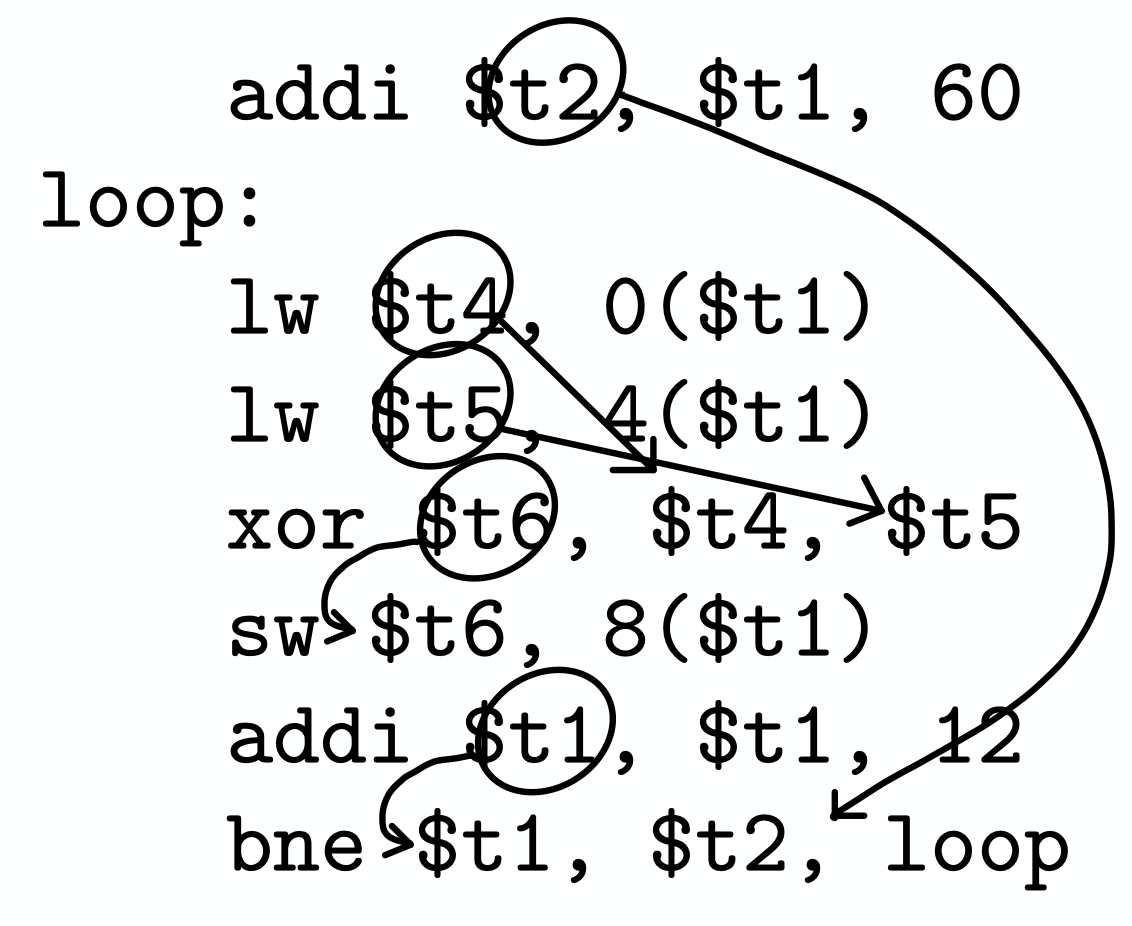 addi $t2, $t1, 60
loop:
lw $t4, 0($t1)
lw $t5, 4($t1)
xor $t6, $t4, $t5
sw $t6, 8($t1)
addi $t1, $t1, 12
bne $t1, $t2, loop